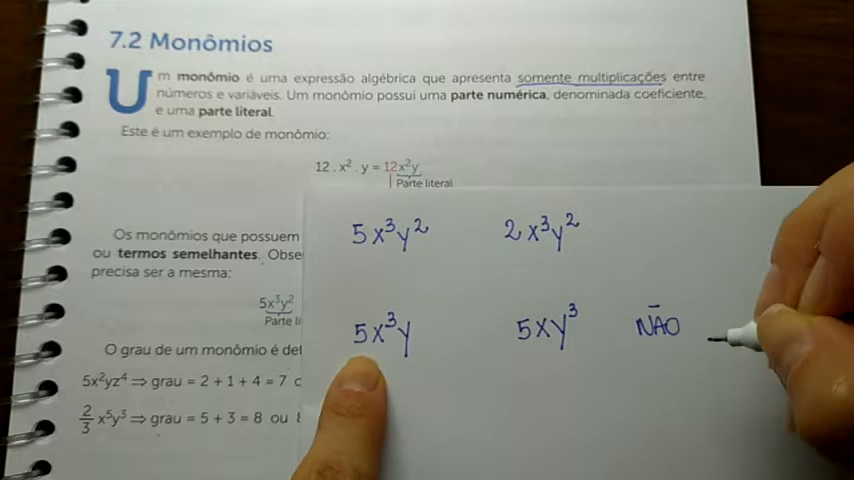 7.2 Monômios
Um monômio é uma expressão algébrica que apresenta somente multiplicações entre
números e variáveis. Um monômio possui uma parte numérica, denominada coeficiente,
e uma parte literal.
Este é um exemplo de monômio:
12 . x² . y = 12x²y
Parte literal
Os monômios que possuem
ou termos semelhantes. Obse
precisa ser a mesma:
5x³y²
Parte li
O grau de um monômio é de
5x²yz⁴ ⇒ grau = 2 + 1 + 4 = 7
2/3 x⁵y³ ⇒ grau = 5 + 3 = 8 ou
5x³y² 2x³y²
5x³y 5xy³ NÃO